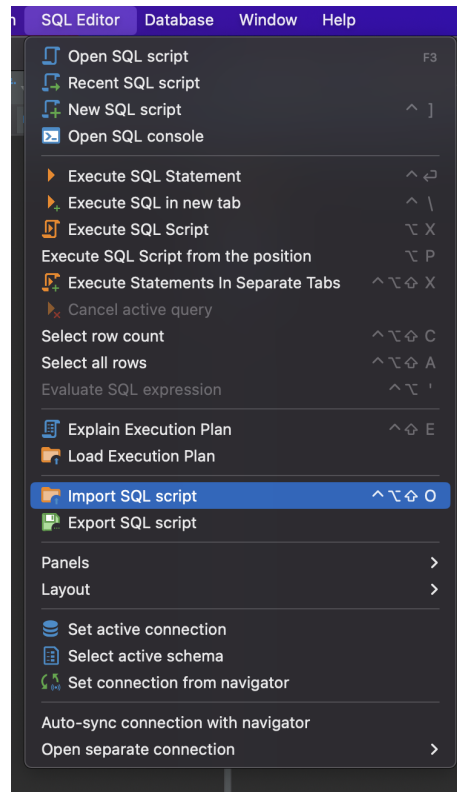 SQL Editor Database Window Help
Open SQL script F3
Recent SQL script
New SQL script ^ ]
Open SQL console
Execute SQL Statement ^ ↩
Execute SQL in new tab ^ \
Execute SQL Script ⌥ X
Execute SQL Script from the position ⌥ P
Execute Statements In Separate Tabs ^⌥⇧ X
Cancel active query
Select row count ^⌥⇧ C
Select all rows ^⌥⇧ A
Evaluate SQL expression ^⌥ '
Explain Execution Plan ^⇧ E
Load Execution Plan
Import SQL script ^⌥⇧ O
Export SQL script
Panels
Layout
Set active connection
Select active schema
Set connection from navigator
Auto-sync connection with navigator
Open separate connection